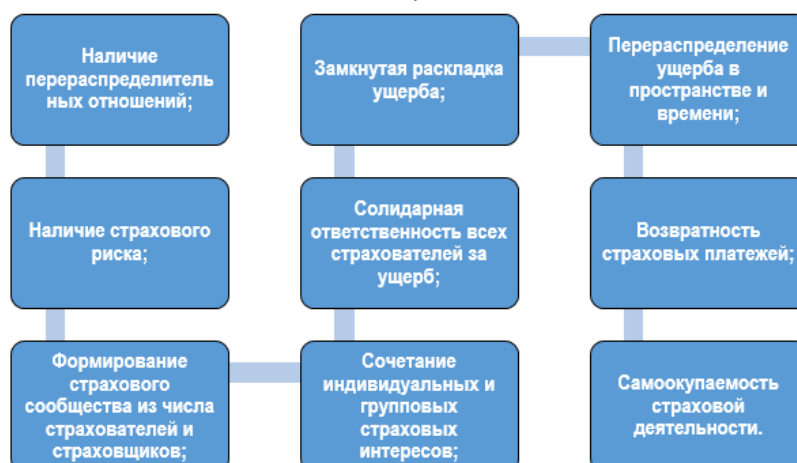 Наличие
перераспределитель
ных отношений;
Наличие страхового
риска;
Формирование
страхового
сообщества из числа
страхователей и
страховщиков;
Сочетание
индивидуальных и
групповых
страховых
интересов;
Солидарная
ответственность всех
страхователей за
ущерб;
Замкнутая раскладка
ущерба;
Перераспределение
ущерба в
пространстве и
времени;
Возвратность
страховых платежей;
Самоокупаемость
страховой
деятельности.